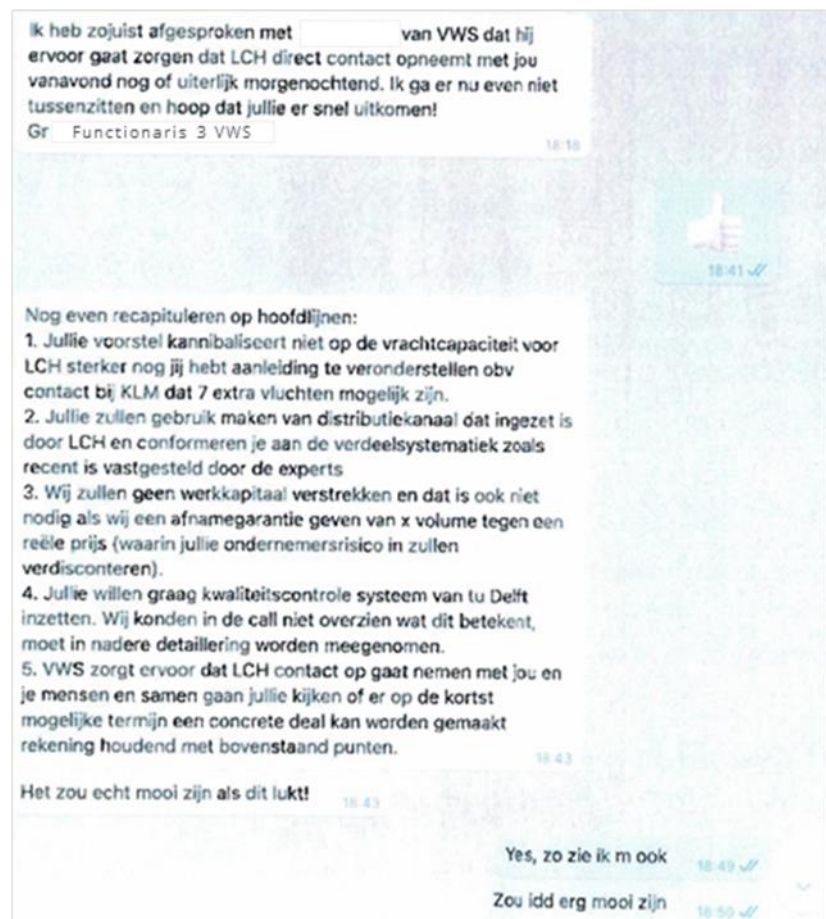 Ik heb zojuist afgesproken met van VWS dat hij
ervoor gaat zorgen dat LCH direct contact opneemt met jou
vanavond nog of uiterlijk morgenochtend. Ik ga er nu even niet
tussenzitten en hoop dat jullie er snel uitkomen!
Gr Functionaris 3 VWS
18:18
18:41
Nog even recapituleren op hoofdlijnen:
1. Jullie voorstel kannibaliseert niet op de vrachtcapaciteit voor
LCH sterker nog jij hebt aanleiding te veronderstellen obv
contact bij KLM dat 7 extra vluchten mogelijk zijn.
2. Jullie zullen gebruik maken van distributiekanaal dat ingezet is
door LCH en conformeren je aan de verdeelsystematiek zoals
recent is vastgesteld door de experts
3. Wij zullen geen werkkapitaal verstrekken en dat is ook niet
nodig als wij een afnamegarantie geven van x volume tegen een
reële prijs (waarin jullie ondernemersrisico in zullen
verdisconteren).
4. Jullie willen graag kwaliteitscontrole systeem van tu Delft
inzetten. Wij konden in de call niet overzien wat dit betekent,
moet in nadere detaillering worden meegenomen.
5. VWS zorgt ervoor dat LCH contact op gaat nemen met jou en
je mensen en samen gaan jullie kijken of er op de kortst
mogelijke termijn een concrete deal kan worden gemaakt
rekening houdend met bovenstaand punten.
18:43
Het zou echt mooi zijn als dit lukt!
18:43
Yes, zo zie ik m ook
18:49
Zou idd erg mooi zijn
18:50